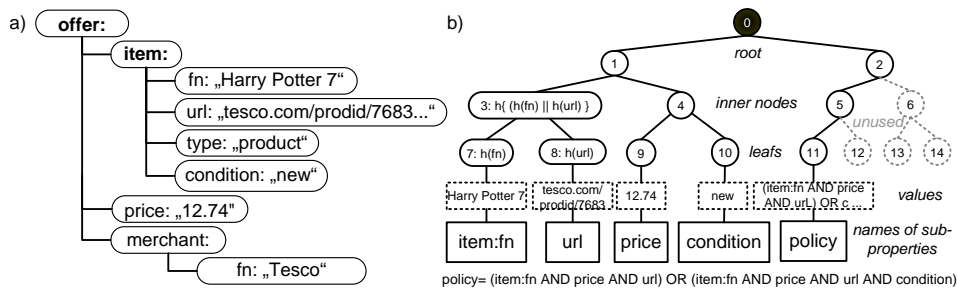 a)
offer:
item:
fn: „Harry Potter 7“
url: „tesco.com/prodid/7683...“
type: „product“
condition: „new“
price: „12.74"
merchant:
fn: „Tesco“
b)
0
root
1
2
3: h{ (h(fn) || h(url) }
4
inner nodes
5
6
unused
7: h(fn)
8: h(url)
9
10
leafs
11
12
13
14
Harry Potter 7
tesco.com/
prodid/7683
12.74
new
(item:fn AND price
AND urL) OR c ...
values
item:fn
url
price
condition
policy
names of sub-
properties
policy= (item:fn AND price AND url) OR (item:fn AND price AND url AND condition)